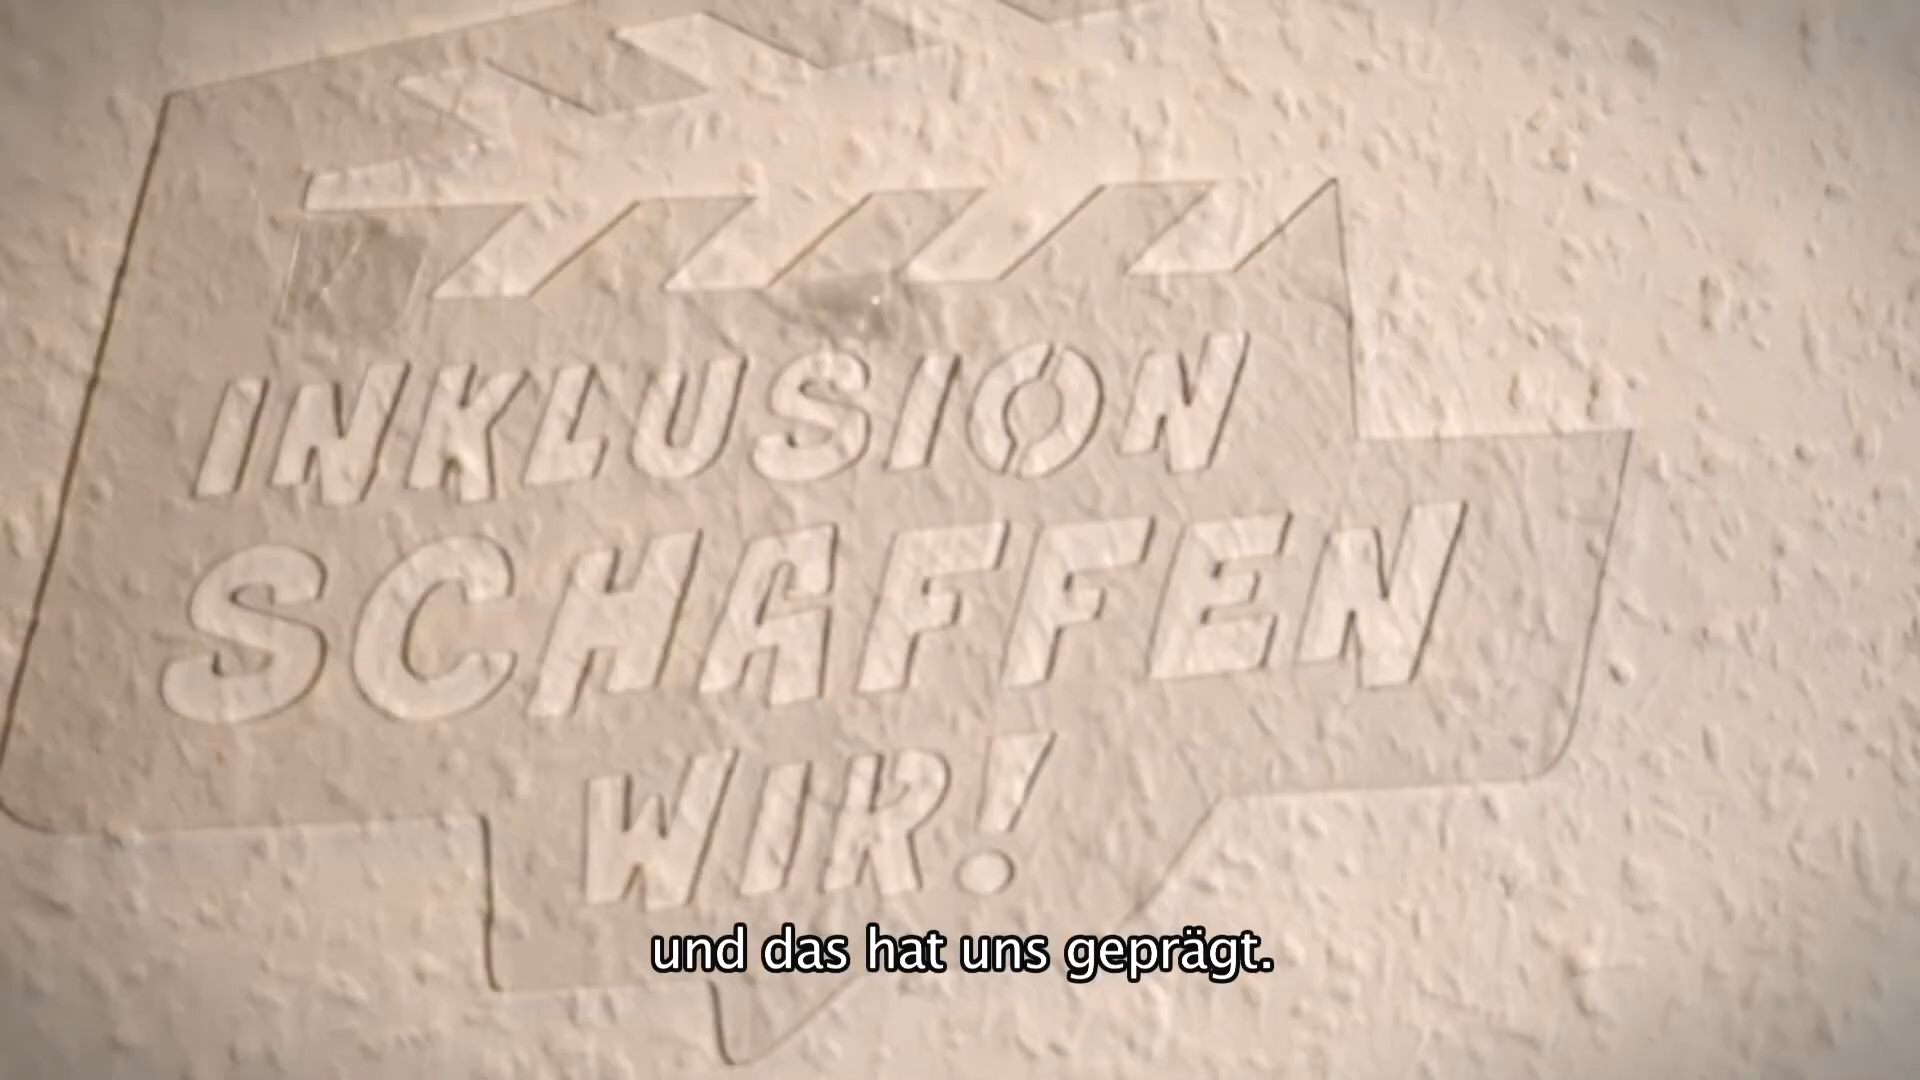 INKLUSION
SCHAFFEN
WIR!
und das hat uns geprägt.